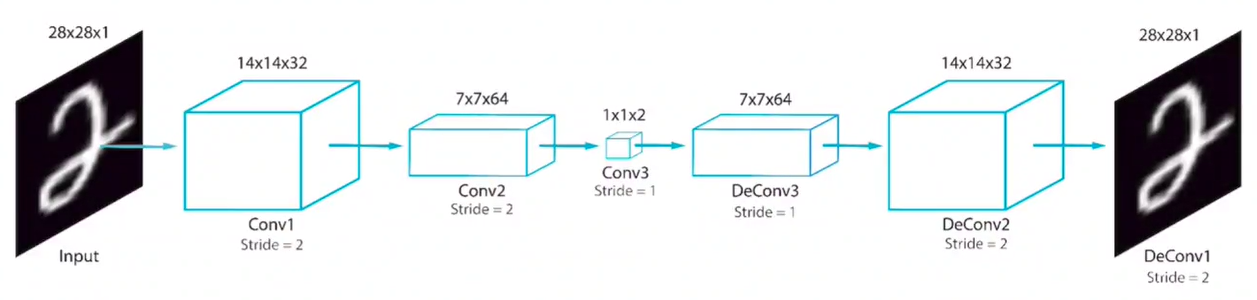 28x28x1
Input
14x14x32
Conv1
Stride = 2
7x7x64
Conv2
Stride = 2
1x1x2
Conv3
Stride = 1
7x7x64
DeConv3
Stride = 1
14x14x32
DeConv2
Stride = 2
28x28x1
DeConv1
Stride = 2